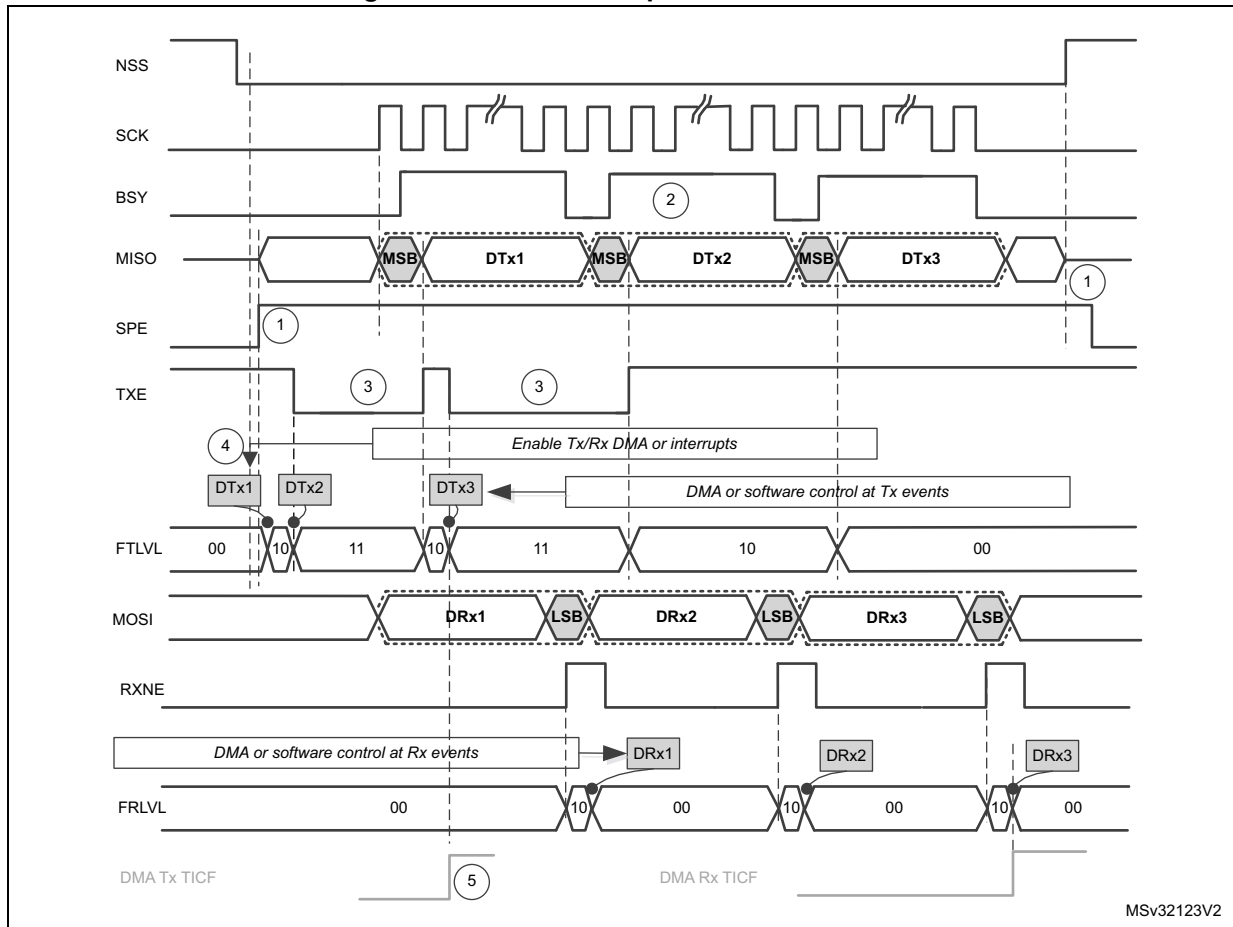 NSS
SCK
BSY
2
MISO
MSB
DTx1
MSB
DTx2
MSB
DTx3
1
SPE
1
TXE
3
3
4
Enable Tx/Rx DMA or interrupts
DTx1
DTx2
DTx3
DMA or software control at Tx events
FTLVL
00
10
11
10
11
10
00
MOSI
DRx1
LSB
DRx2
LSB
DRx3
LSB
RXNE
DMA or software control at Rx events
DRx1
DRx2
DRx3
FRLVL
00
10
00
10
00
10
00
DMA Tx TICF
5
DMA Rx TICF
MSv32123V2